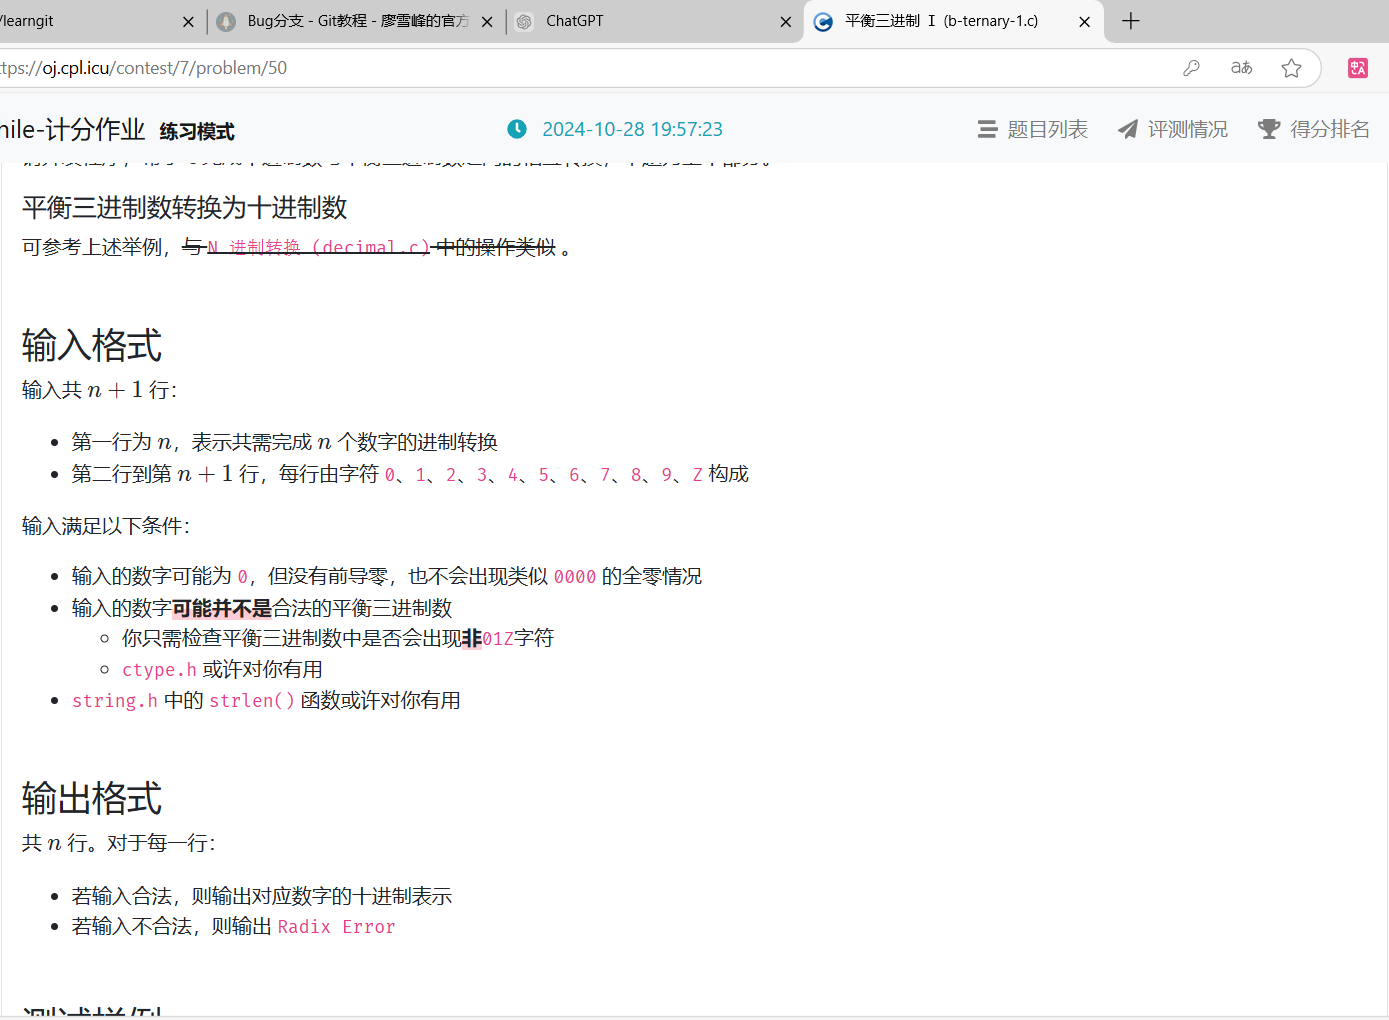 /learngit
Bug分支 - Git教程 - 廖雪峰的官方
ChatGPT
平衡三进制 I (b-ternary-1.c)
ttps://oj.cpl.icu/contest/7/problem/50
hile-计分作业 练习模式
2024-10-28 19:57:23
题目列表
评测情况
得分排名
平衡三进制数转换为十进制数
可参考上述举例，与 N 进制转换 (decimal.c) 中的操作类似 。
输入格式
输入共 n + 1 行：
第一行为 n，表示共需完成 n 个数字的进制转换
第二行到第 n + 1 行，每行由字符 0、1、2、3、4、5、6、7、8、9、Z 构成
输入满足以下条件：
输入的数字可能为 0，但没有前导零，也不会出现类似 0000 的全零情况
输入的数字可能并不是合法的平衡三进制数
你只需检查平衡三进制数中是否会出现非01Z字符
ctype.h 或许对你有用
string.h 中的 strlen() 函数或许对你有用
输出格式
共 n 行。对于每一行：
若输入合法，则输出对应数字的十进制表示
若输入不合法，则输出 Radix Error